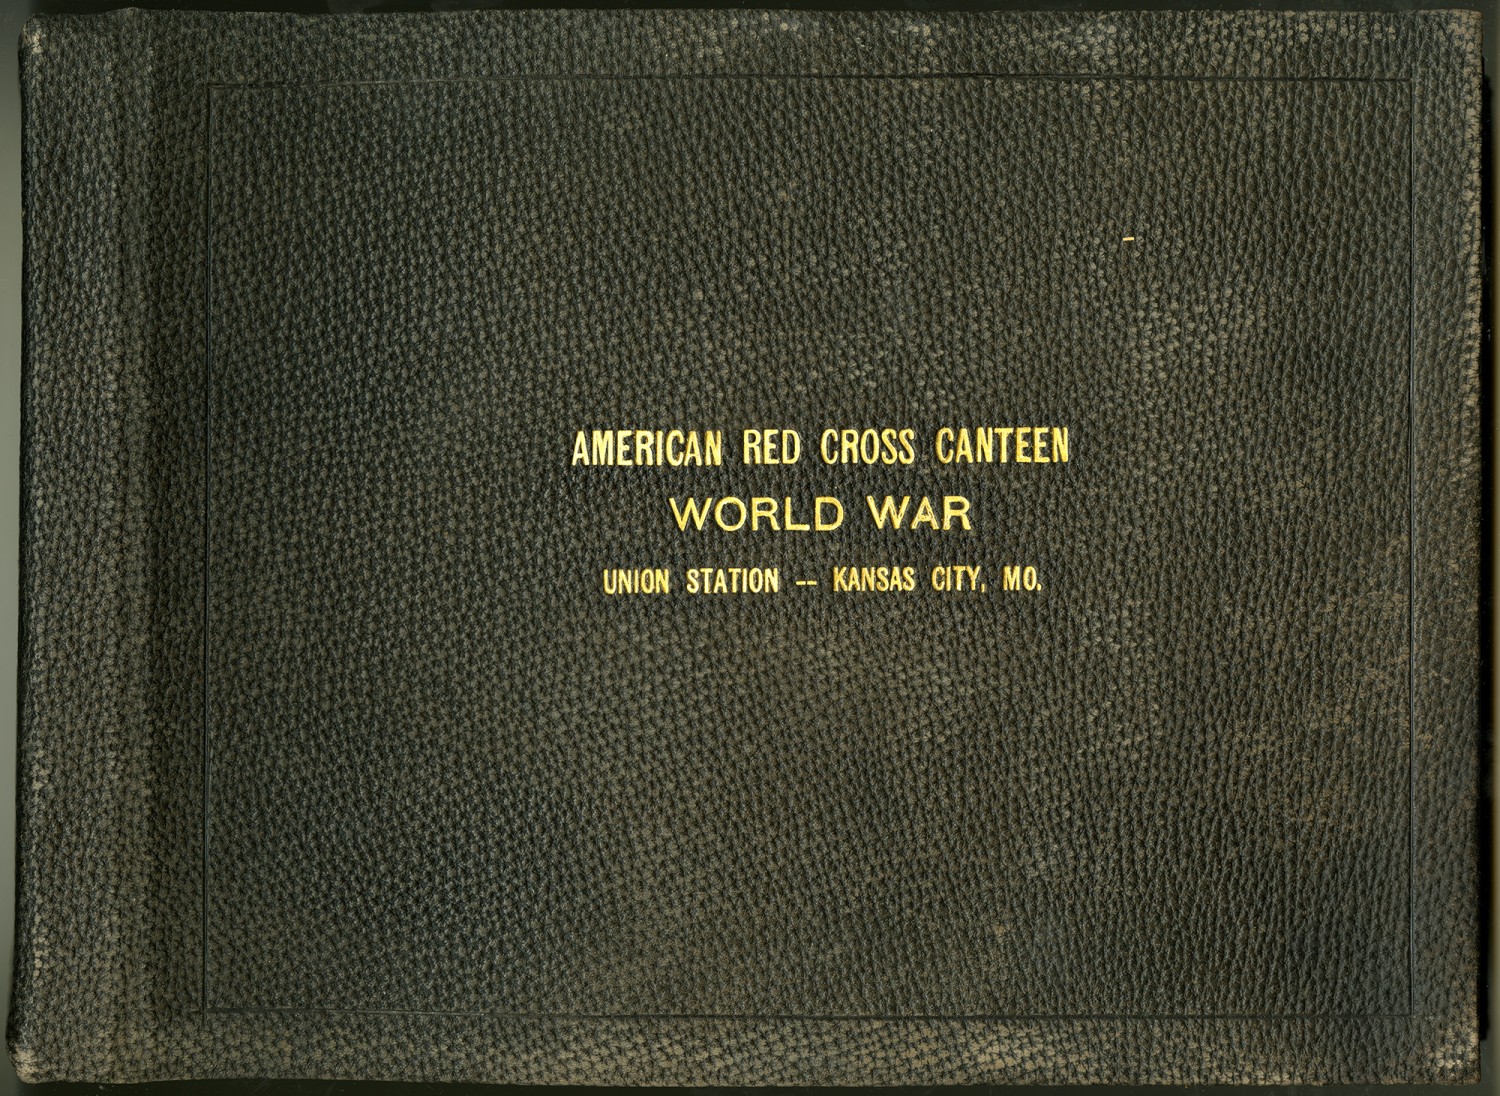 AMERICAN RED CROSS CANTEEN
WORLD WAR
UNION STATION -- KANSAS CITY, MO.